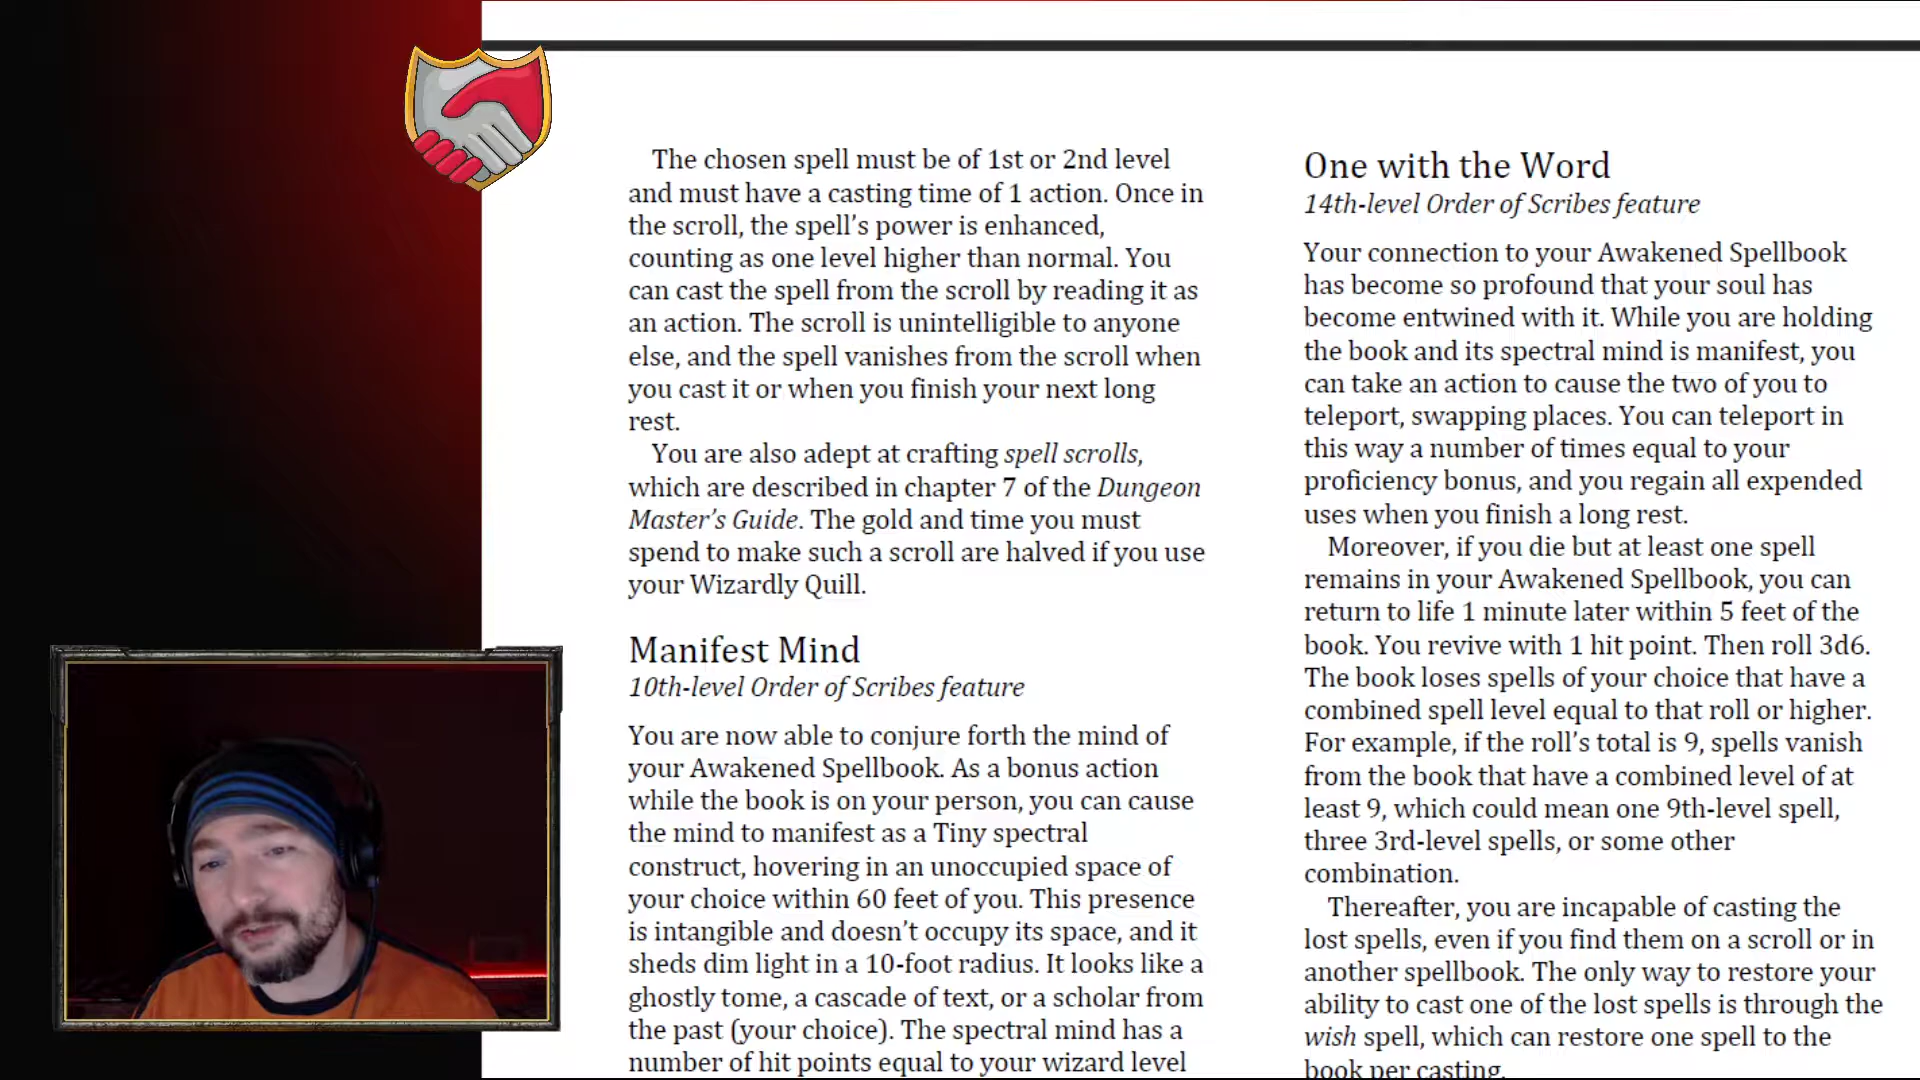 The chosen spell must be of 1st or 2nd level
and must have a casting time of 1 action. Once in
the scroll, the spell's power is enhanced,
counting as one level higher than normal. You
can cast the spell from the scroll by reading it as
an action. The scroll is unintelligible to anyone
else, and the spell vanishes from the scroll when
you cast it or when you finish your next long
rest.
You are also adept at crafting spell scrolls,
which are described in chapter 7 of the Dungeon
Master's Guide. The gold and time you must
spend to make such a scroll are halved if you use
your Wizardly Quill.
Manifest Mind
10th-level Order of Scribes feature
You are now able to conjure forth the mind of
your Awakened Spellbook. As a bonus action
while the book is on your person, you can cause
the mind to manifest as a Tiny spectral
construct, hovering in an unoccupied space of
your choice within 60 feet of you. This presence
is intangible and doesn't occupy its space, and it
sheds dim light in a 10-foot radius. It looks like a
ghostly tome, a cascade of text, or a scholar from
the past (your choice). The spectral mind has a
number of hit points equal to your wizard level
One with the Word
14th-level Order of Scribes feature
Your connection to your Awakened Spellbook
has become so profound that your soul has
become entwined with it. While you are holding
the book and its spectral mind is manifest, you
can take an action to cause the two of you to
teleport, swapping places. You can teleport in
this way a number of times equal to your
proficiency bonus, and you regain all expended
uses when you finish a long rest.
Moreover, if you die but at least one spell
remains in your Awakened Spellbook, you can
return to life 1 minute later within 5 feet of the
book. You revive with 1 hit point. Then roll 3d6.
The book loses spells of your choice that have a
combined spell level equal to that roll or higher.
For example, if the roll's total is 9, spells vanish
from the book that have a combined level of at
least 9, which could mean one 9th-level spell,
three 3rd-level spells, or some other
combination.
Thereafter, you are incapable of casting the
lost spells, even if you find them on a scroll or in
another spellbook. The only way to restore your
ability to cast one of the lost spells is through the
wish spell, which can restore one spell to the
book per casting.